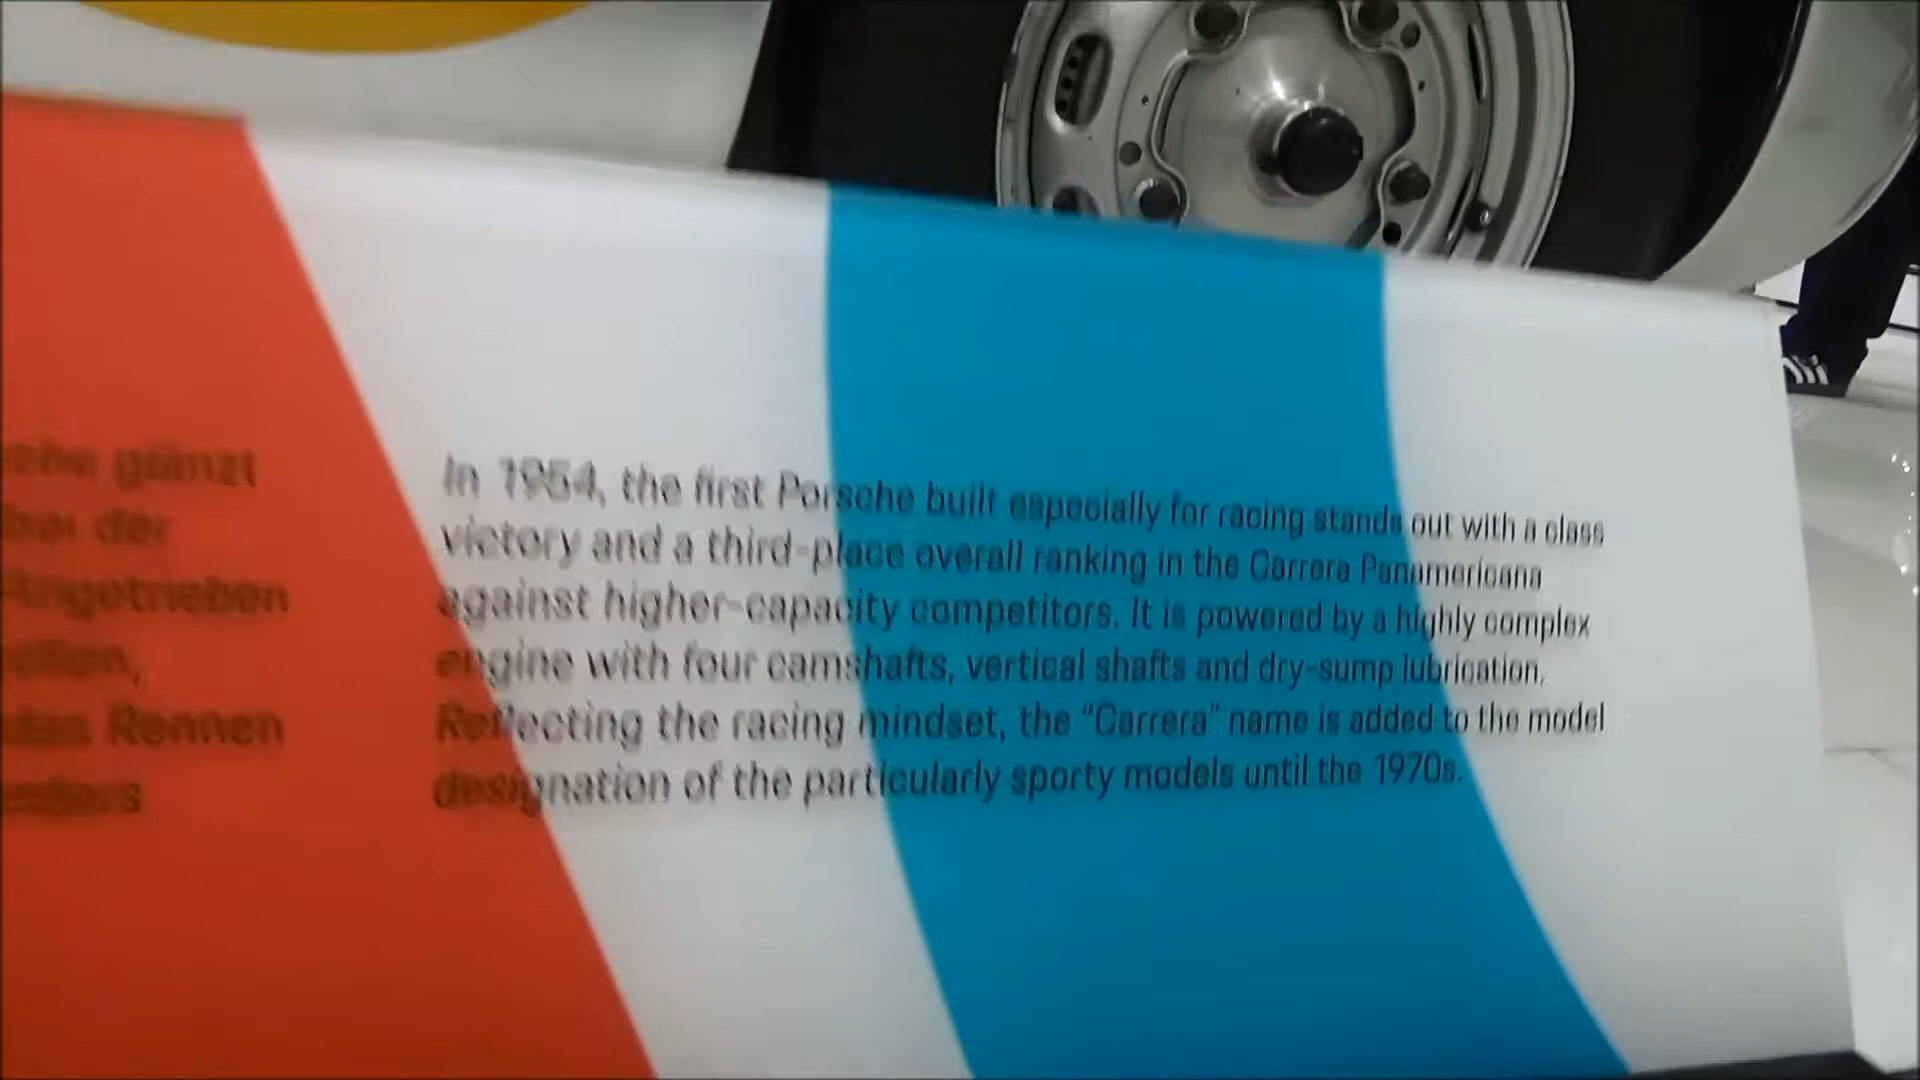 glänzt
der
Angetrieben
das Rennen
In 1954, the first Porsche built especially for racing stands out with a class
victory and a third-place overall ranking in the Carrera Panamericana
against higher-capacity competitors. It is powered by a highly complex
engine with four camshafts, vertical shafts and dry-sump lubrication.
Reflecting the racing mindset, the “Carrera” name is added to the model
designation of the particularly sporty models until the 1970s.